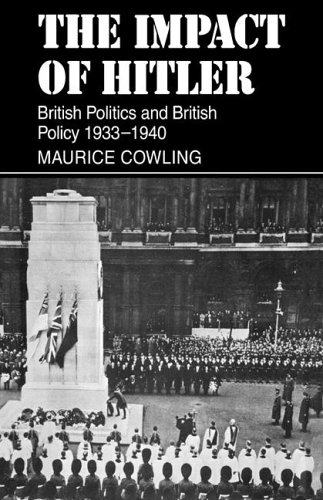 THE IMPACT
OF HITLER
British Politics and British
Policy 1933–1940
MAURICE COWLING